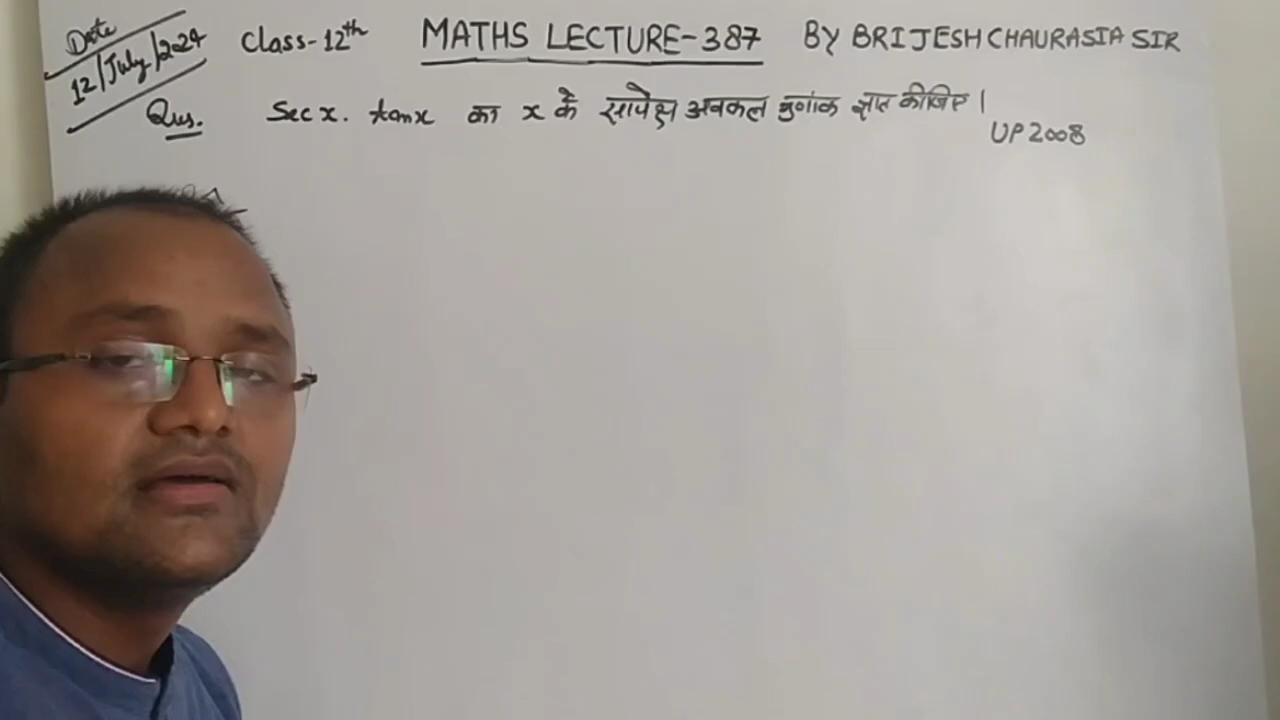 Date
12/July/2024
Class-12th MATHS LECTURE-387 BY BRIJESH CHAURASIA SIR
Qus. Sec x. tanx का x के सापेक्ष अवकल गुणांक ज्ञात कीजिए।
UP 2008